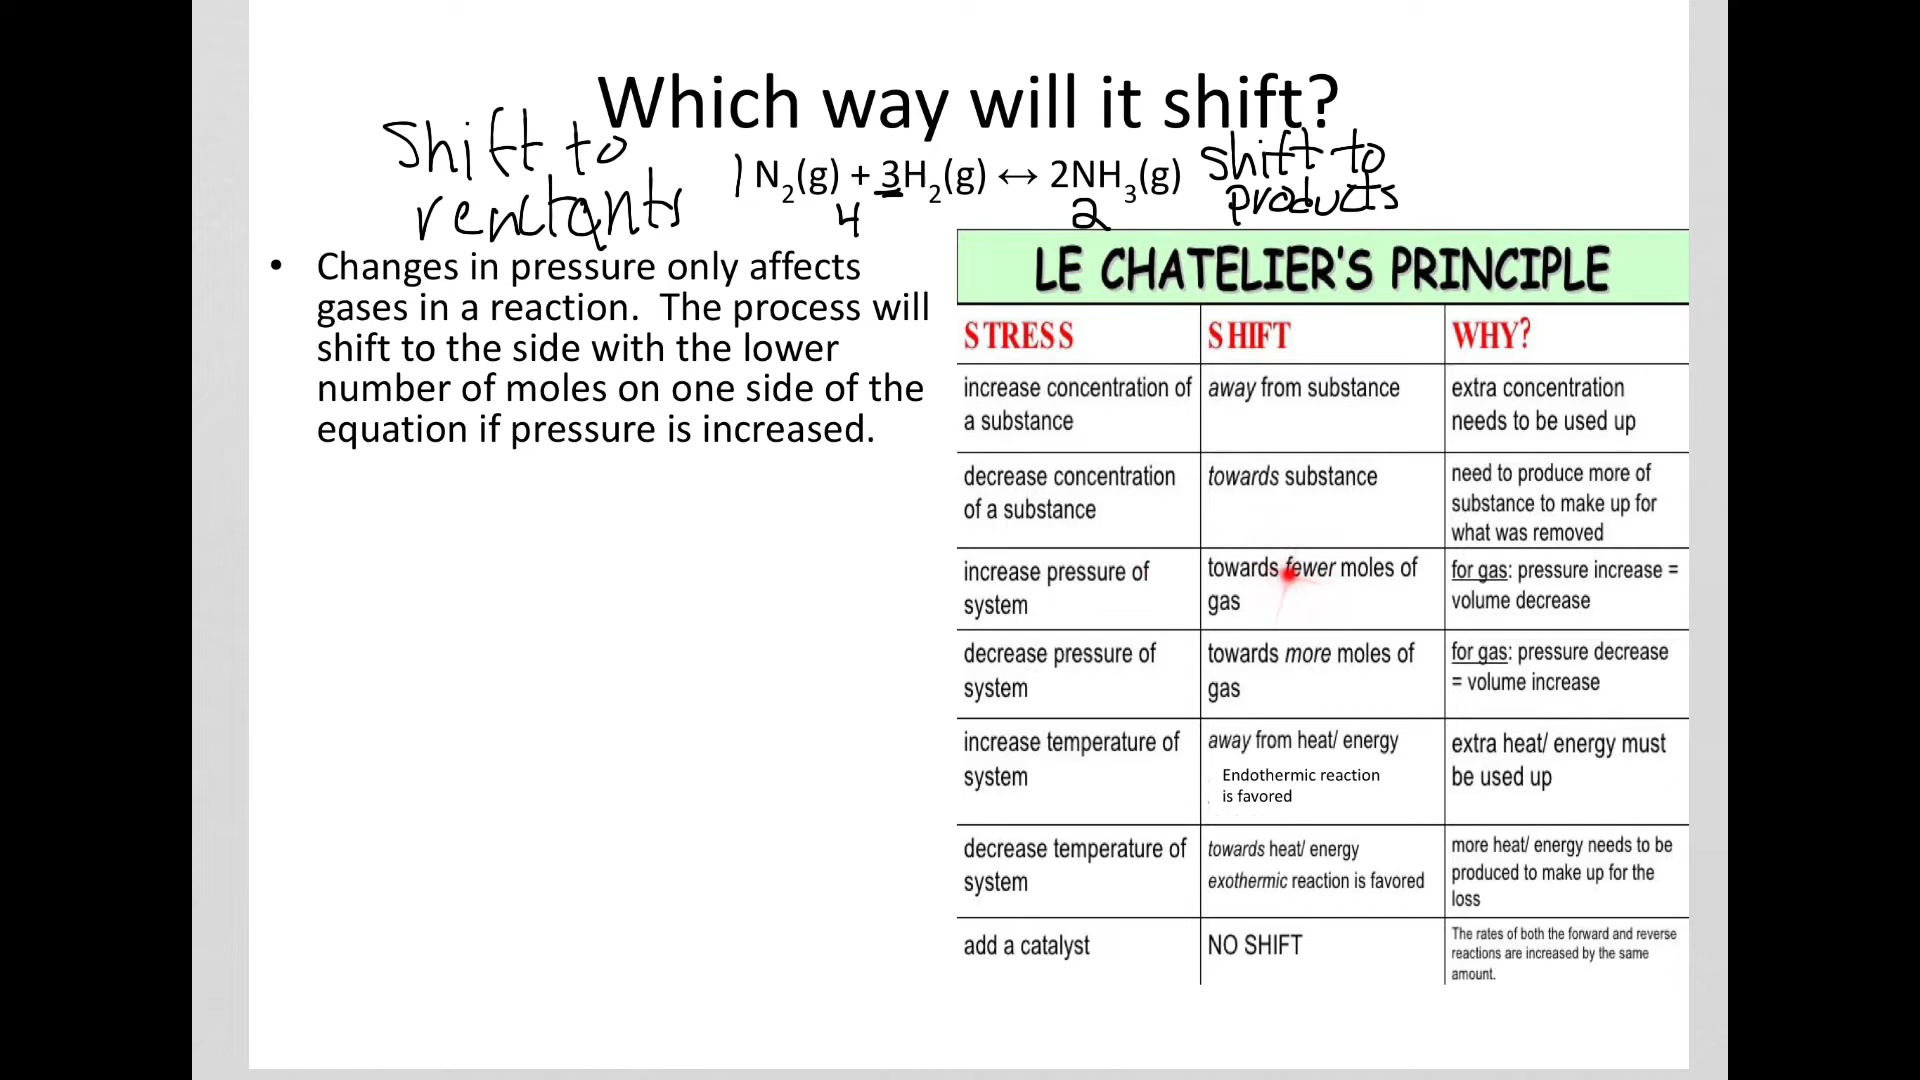 Which way will it shift?
Shift to
reactants
1 N2(g) + 3H2(g) ↔ 2NH3(g)
4
2
shift to
products
• Changes in pressure only affects
gases in a reaction. The process will
shift to the side with the lower
number of moles on one side of the
equation if pressure is increased.
LE CHATELIER'S PRINCIPLE
STRESS SHIFT WHY?
increase concentration of
a substance
away from substance
extra concentration
needs to be used up
decrease concentration
of a substance
towards substance
need to produce more of
substance to make up for
what was removed
increase pressure of
system
towards fewer moles of
gas
for gas: pressure increase =
volume decrease
decrease pressure of
system
towards more moles of
gas
for gas: pressure decrease
= volume increase
increase temperature of
system
away from heat/ energy
Endothermic reaction
is favored
extra heat/ energy must
be used up
decrease temperature of
system
towards heat/ energy
exothermic reaction is favored
more heat/ energy needs to be
produced to make up for the
loss
add a catalyst
NO SHIFT
The rates of both the forward and reverse
reactions are increased by the same
amount.